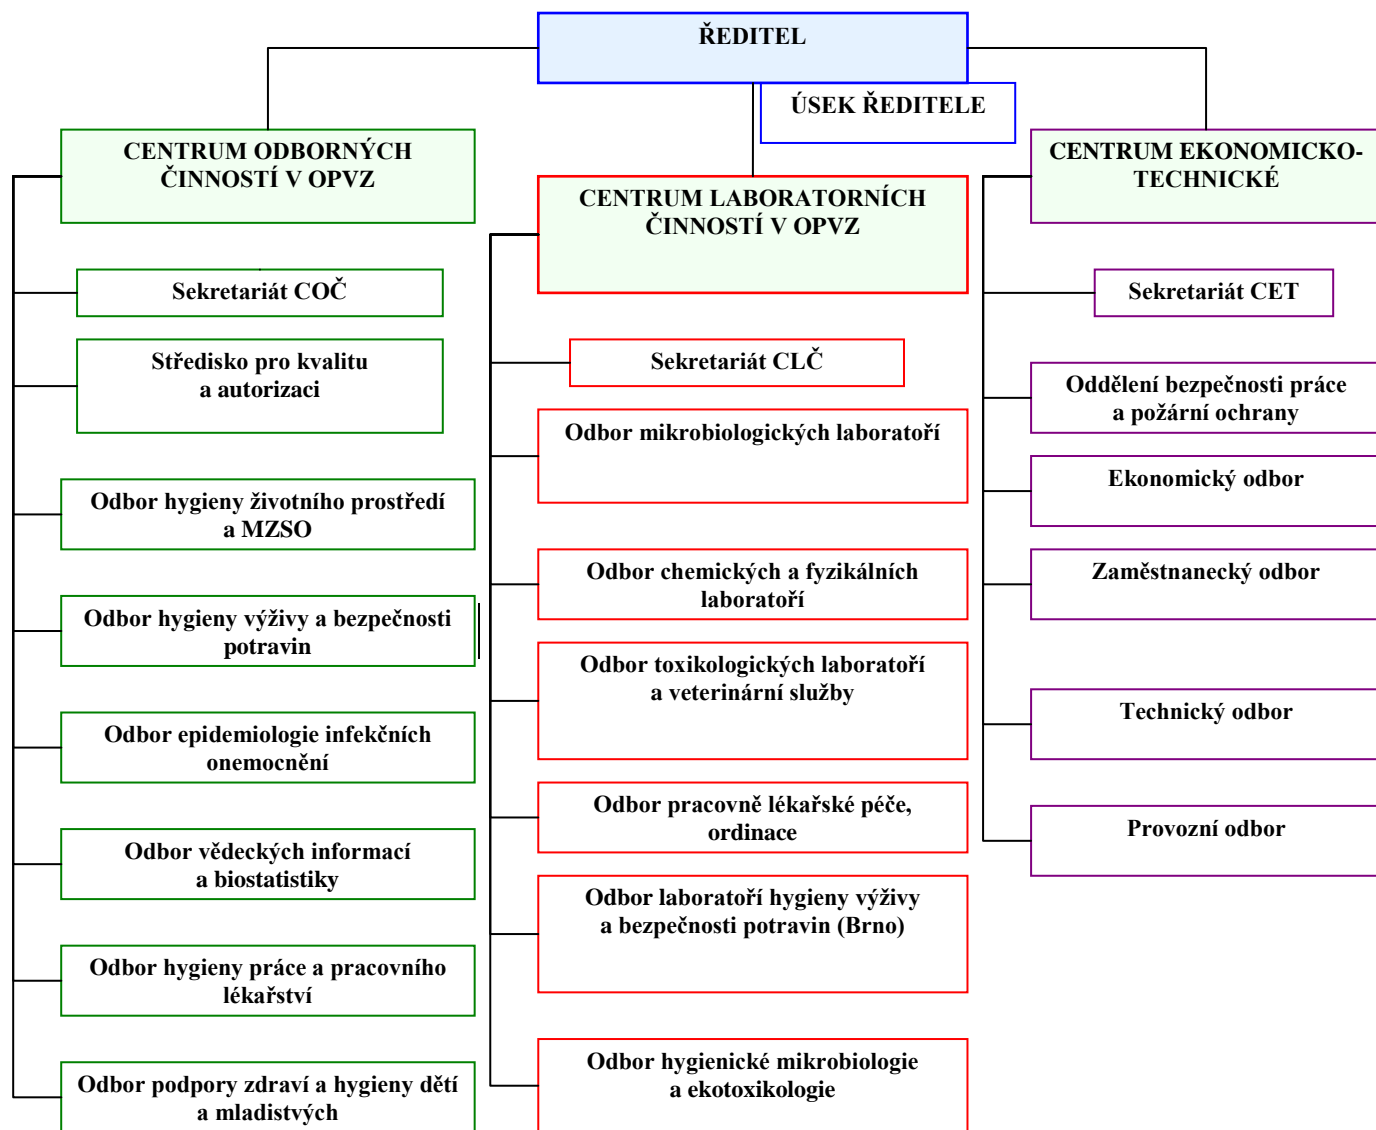 ŘEDITEL
ÚSEK ŘEDITELE
CENTRUM ODBORNÝCH
ČINNOSTÍ V OPVZ
Sekretariát COČ
Středisko pro kvalitu
a autorizaci
Odbor hygieny životního prostředí
a MZSO
Odbor hygieny výživy a bezpečnosti
potravin
Odbor epidemiologie infekčních
onemocnění
Odbor vědeckých informací
a biostatistiky
Odbor hygieny práce a pracovního
lékařství
Odbor podpory zdraví a hygieny dětí
a mladistvých
CENTRUM LABORATORNÍCH
ČINNOSTÍ V OPVZ
Sekretariát CLČ
Odbor mikrobiologických laboratoří
Odbor chemických a fyzikálních
laboratoří
Odbor toxikologických laboratoří
a veterinární služby
Odbor pracovně lékařské péče,
ordinace
Odbor laboratoří hygieny výživy
a bezpečnosti potravin (Brno)
Odbor hygienické mikrobiologie
a ekotoxikologie
CENTRUM EKONOMICKO-
TECHNICKÉ
Sekretariát CET
Oddělení bezpečnosti práce
a požární ochrany
Ekonomický odbor
Zaměstnanecký odbor
Technický odbor
Provozní odbor